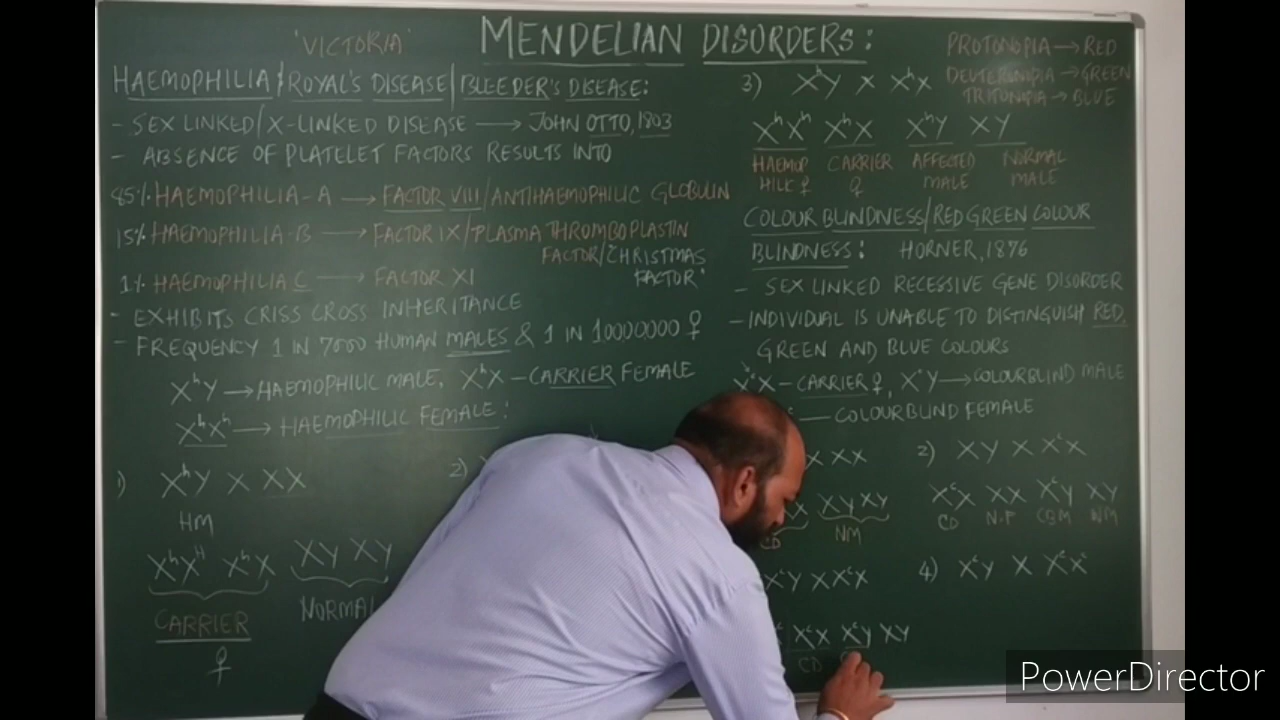 'VICTORIA'
MENDELIAN DISORDERS:
HAEMOPHILIA / ROYAL'S DISEASE / BLEEDER'S DISEASE:
- SEX LINKED / X-LINKED DISEASE → JOHN OTTO, 1803
- ABSENCE OF PLATELET FACTORS RESULTS INTO
85% HAEMOPHILIA-A → FACTOR VIII / ANTIHAEMOPHILIC GLOBULIN
15% HAEMOPHILIA-B → FACTOR IX / PLASMA THROMBOPLASTIN
FACTOR / CHRISTMAS
FACTOR.
1% HAEMOPHILIA C → FACTOR XI
- EXHIBITS CRISS CROSS INHERITANCE
- FREQUENCY 1 IN 7000 HUMAN MALES & 1 IN 10000000 ♀
XʰY → HAEMOPHILIC MALE, XʰX - CARRIER FEMALE
XʰXʰ → HAEMOPHILIC FEMALE:
1) XʰY X XX
HM
XʰXᴴ XʰX XY XY
CARRIER NORMAL
♀
2)
PROTONOPIA → RED
DEUTERONOPIA → GREEN
TRITONOPIA → BLUE
3) XʰY X XʰX
XʰXʰ XʰX XʰY XY
HAEMOP CARRIER AFFECTED NORMAL
HILIC ♀ ♀ MALE MALE
COLOUR BLINDNESS / RED GREEN COLOUR
BLINDNESS: HORNER, 1876
- SEX LINKED RECESSIVE GENE DISORDER
- INDIVIDUAL IS UNABLE TO DISTINGUISH RED,
GREEN AND BLUE COLOURS
XᶜX - CARRIER ♀, XᶜY → COLOURBLIND MALE
— COLOURBLIND FEMALE
X XX
XY XY
CD NM
2) XY X XᶜX
XᶜX XX XᶜY XY
CD N.F CBM NM
XᶜY X XᶜX
XᶜX XᶜY XY
CD
4) XᶜY X XᶜXᶜ
PowerDirector